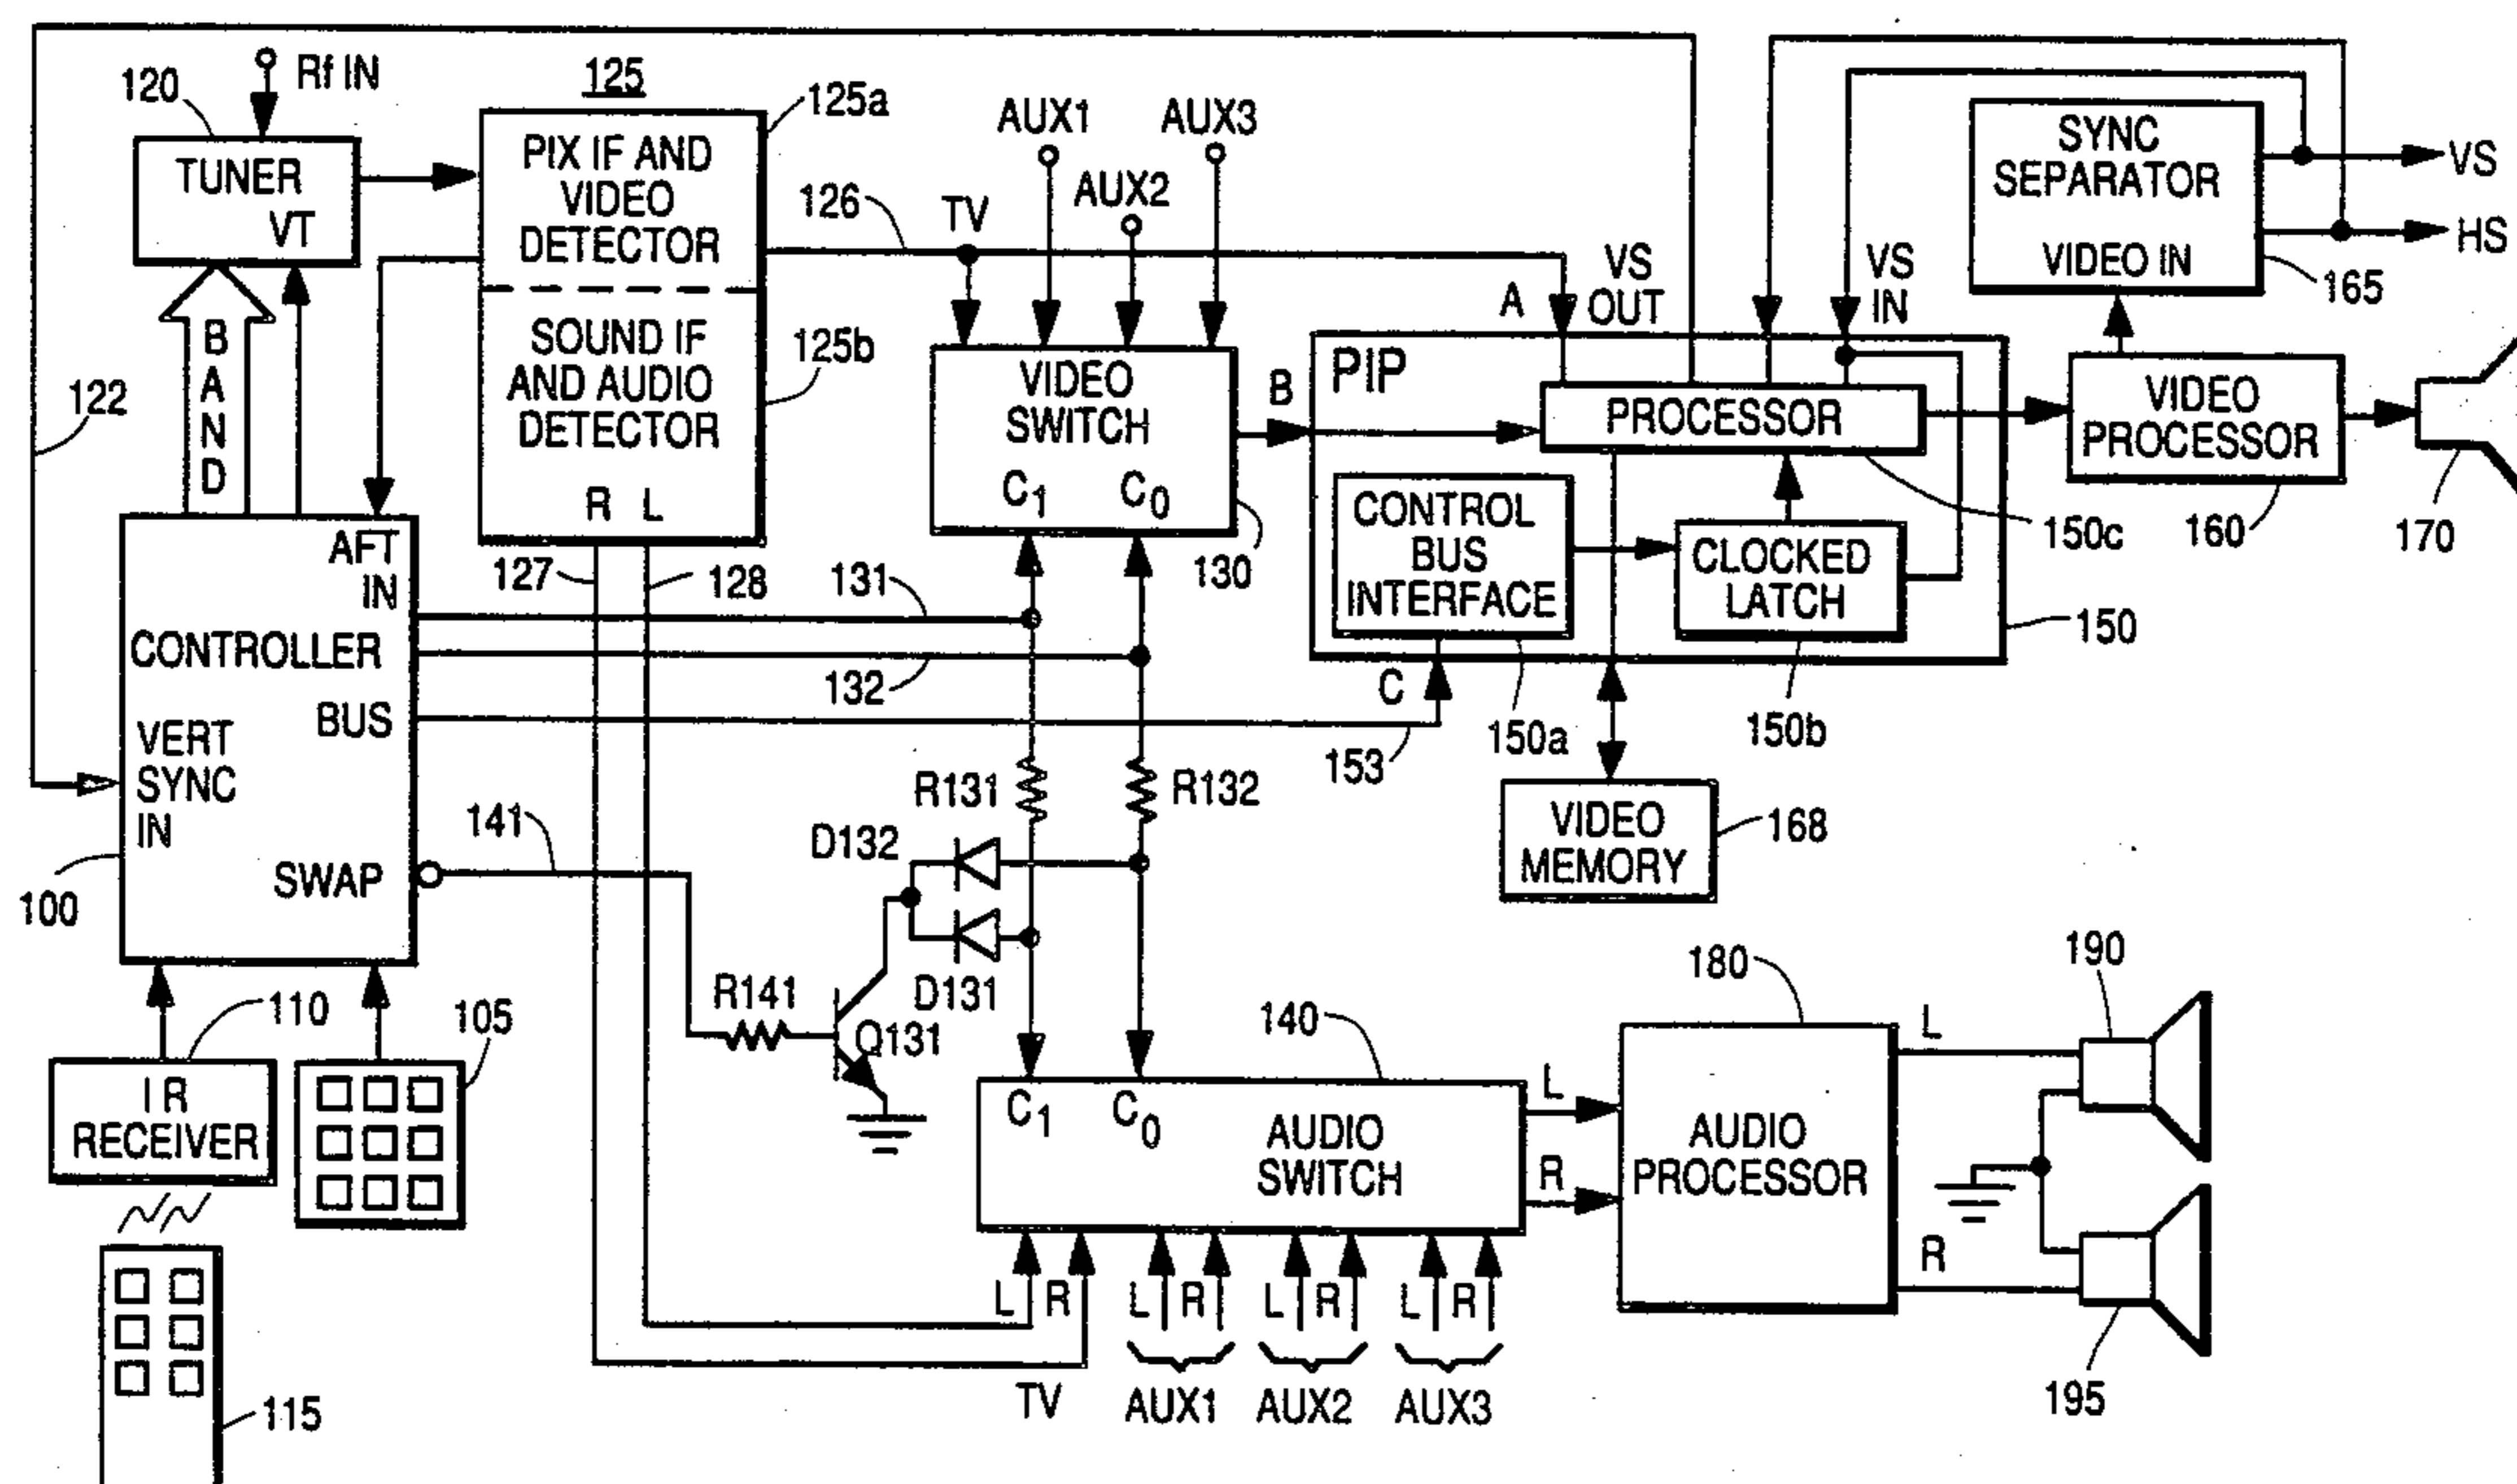 120
Rf IN
TUNER
VT
BAND
122
125
125a
PIX IF AND
VIDEO
DETECTOR
SOUND IF
AND AUDIO
DETECTOR
R L
125b
126
TV
AUX1
AUX2
AUX3
VIDEO
SWITCH
C1 C0
130
127
128
131
132
A
B
C
VS
OUT
VS
IN
PIP
PROCESSOR
CONTROL
BUS
INTERFACE
CLOCKED
LATCH
150
150a
150b
150c
153
SYNC
SEPARATOR
VIDEO IN
VS
HS
165
VIDEO
PROCESSOR
160
170
VIDEO
MEMORY
168
AFT
IN
CONTROLLER
BUS
VERT
SYNC
IN
SWAP
100
141
R131
R132
D132
D131
R141
Q131
110
105
IR
RECEIVER
115
140
C1 C0
AUDIO
SWITCH
L
R
L R
L R
L R
L R
TV
AUX1
AUX2
AUX3
180
AUDIO
PROCESSOR
L
R
190
195